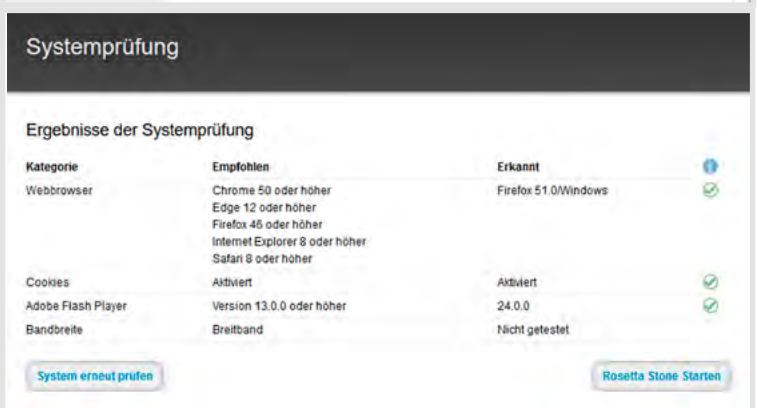 Systemprüfung
Ergebnisse der Systemprüfung
Kategorie Empfohlen Erkannt
Webbrowser Chrome 50 oder höher Firefox 51.0/Windows
Edge 12 oder höher
Firefox 46 oder höher
Internet Explorer 8 oder höher
Safari 8 oder höher
Cookies Aktiviert Aktiviert
Adobe Flash Player Version 13.0.0 oder höher 24.0.0
Bandbreite Breitband Nicht getestet
System erneut prüfen Rosetta Stone Starten